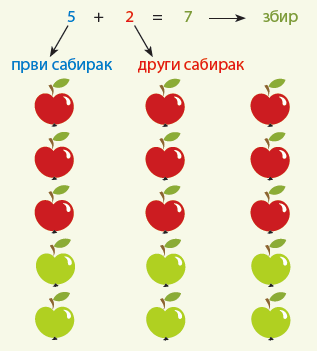 5 + 2 = 7 збир
први сабирак други сабирак